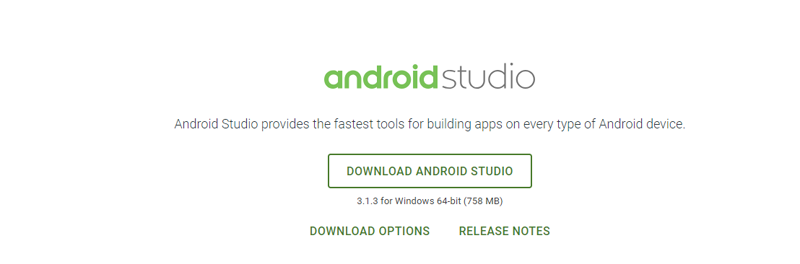 androidstudio
Android Studio provides the fastest tools for building apps on every type of Android device.
DOWNLOAD ANDROID STUDIO
3.1.3 for Windows 64-bit (758 MB)
DOWNLOAD OPTIONS RELEASE NOTES